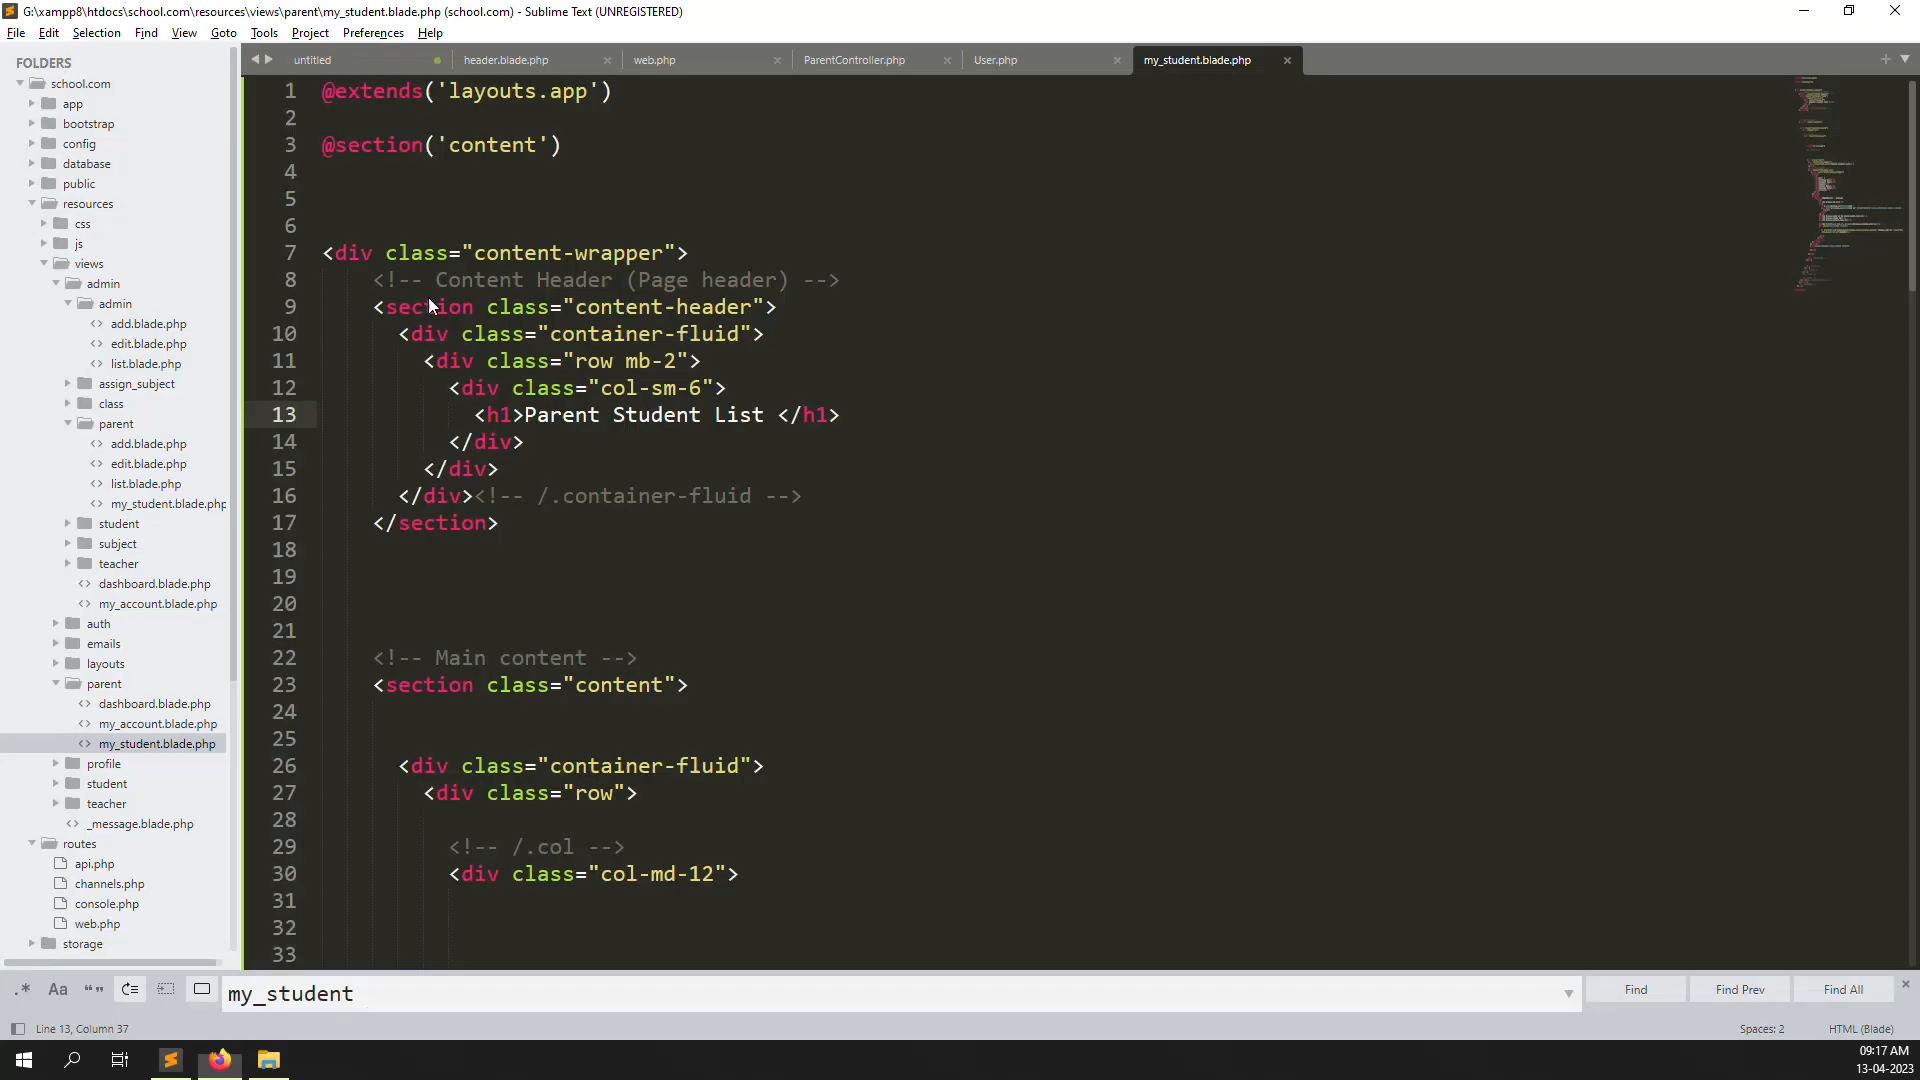 G:\xampp8\htdocs\school.com\resources\views\parent\my_student.blade.php (school.com) - Sublime Text (UNREGISTERED)
File Edit Selection Find View Goto Tools Project Preferences Help
FOLDERS
school.com
app
bootstrap
config
database
public
resources
css
js
views
admin
admin
add.blade.php
edit.blade.php
list.blade.php
assign_subject
class
parent
add.blade.php
edit.blade.php
list.blade.php
my_student.blade.php
student
subject
teacher
dashboard.blade.php
my_account.blade.php
auth
emails
layouts
parent
dashboard.blade.php
my_account.blade.php
my_student.blade.php
profile
student
teacher
_message.blade.php
routes
api.php
channels.php
console.php
web.php
storage
untitled header.blade.php web.php ParentController.php User.php my_student.blade.php
1 @extends('layouts.app')
2
3 @section('content')
4
5
6
7 <div class="content-wrapper">
8 <!-- Content Header (Page header) -->
9 <section class="content-header">
10 <div class="container-fluid">
11 <div class="row mb-2">
12 <div class="col-sm-6">
13 <h1>Parent Student List </h1>
14 </div>
15 </div>
16 </div><!-- /.container-fluid -->
17 </section>
18
19
20
21
22 <!-- Main content -->
23 <section class="content">
24
25
26 <div class="container-fluid">
27 <div class="row">
28
29 <!-- /.col -->
30 <div class="col-md-12">
31
32
33
.* Aa “” my_student Find Find Prev Find All
Line 13, Column 37 Spaces: 2 HTML (Blade)
09:17 AM
13-04-2023